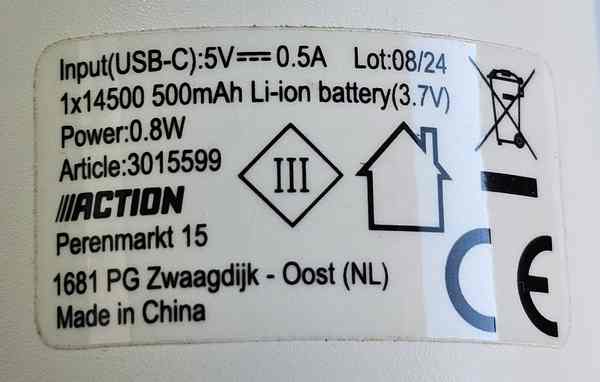 Input(USB-C):5V⎓0.5A Lot:08/24
1x14500 500mAh Li-ion battery(3.7V)
Power:0.8W
Article:3015599
III
ACTION
Perenmarkt 15
1681 PG Zwaagdijk - Oost (NL)
Made in China
CE